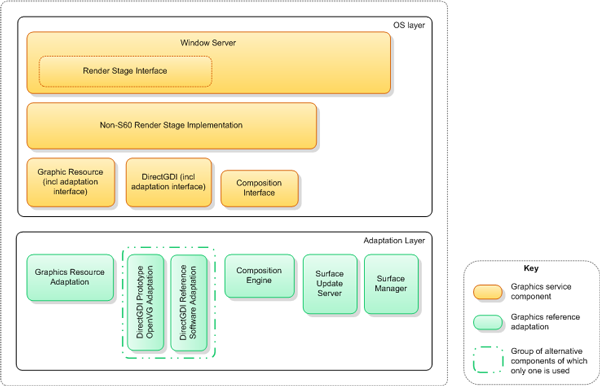 OS layer
Window Server
Render Stage Interface
Non-S60 Render Stage Implementation
Graphic Resource
(incl adaptation
interface)
DirectGDI (incl
adaptation interface)
Composition
Interface
Adaptation Layer
Graphics Resource
Adaptation
DirectGDI Prototype
OpenVG Adaptation
DirectGDI Reference
Software Adaptation
Composition
Engine
Surface
Update
Server
Surface
Manager
Key
Graphics service
component
Graphics reference
adaptation
Group of alternative
components of which
only one is used